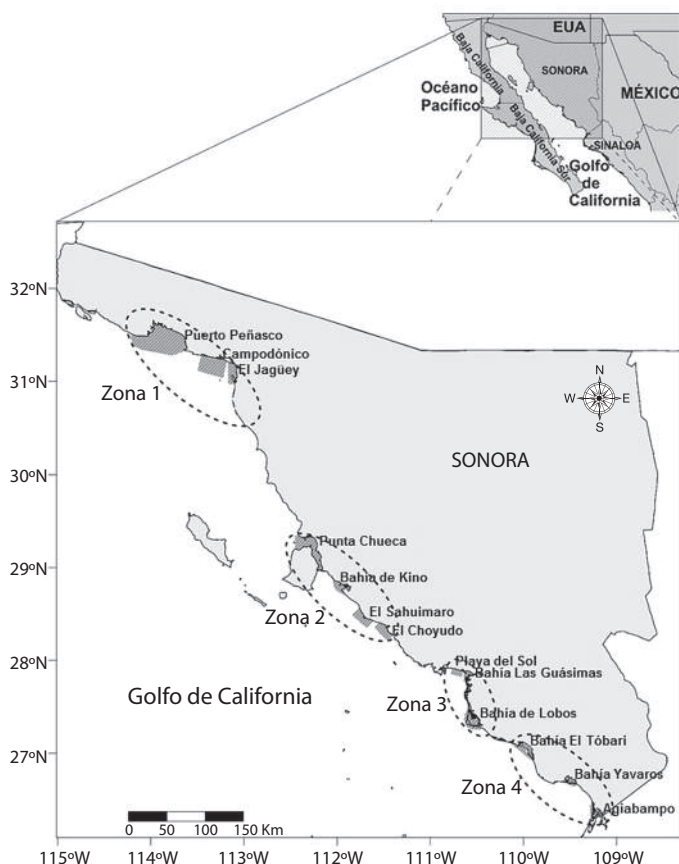 EUA
Baja California
SONORA
Océano
Pacífico
MÉXICO
Baja California Sur
SINALOA
Golfo
de
California
32ºN
Puerto Peñasco
Campodónico
El Jagüey
31ºN
Zona 1
N
W E
S
30ºN
SONORA
Punta Chueca
29ºN
Bahía de Kino
Zona 2
El Sahuimaro
El Choyudo
28ºN
Playa del Sol
Bahía Las Guásimas
Golfo de California
Zona 3
Bahía de Lobos
27ºN
Bahía El Tóbari
Zona 4
Bahía Yavaros
Agiabampo
0 50 100 150 Km
115ºW 114ºW 113ºW 112ºW 111ºW 110ºW 109ºW